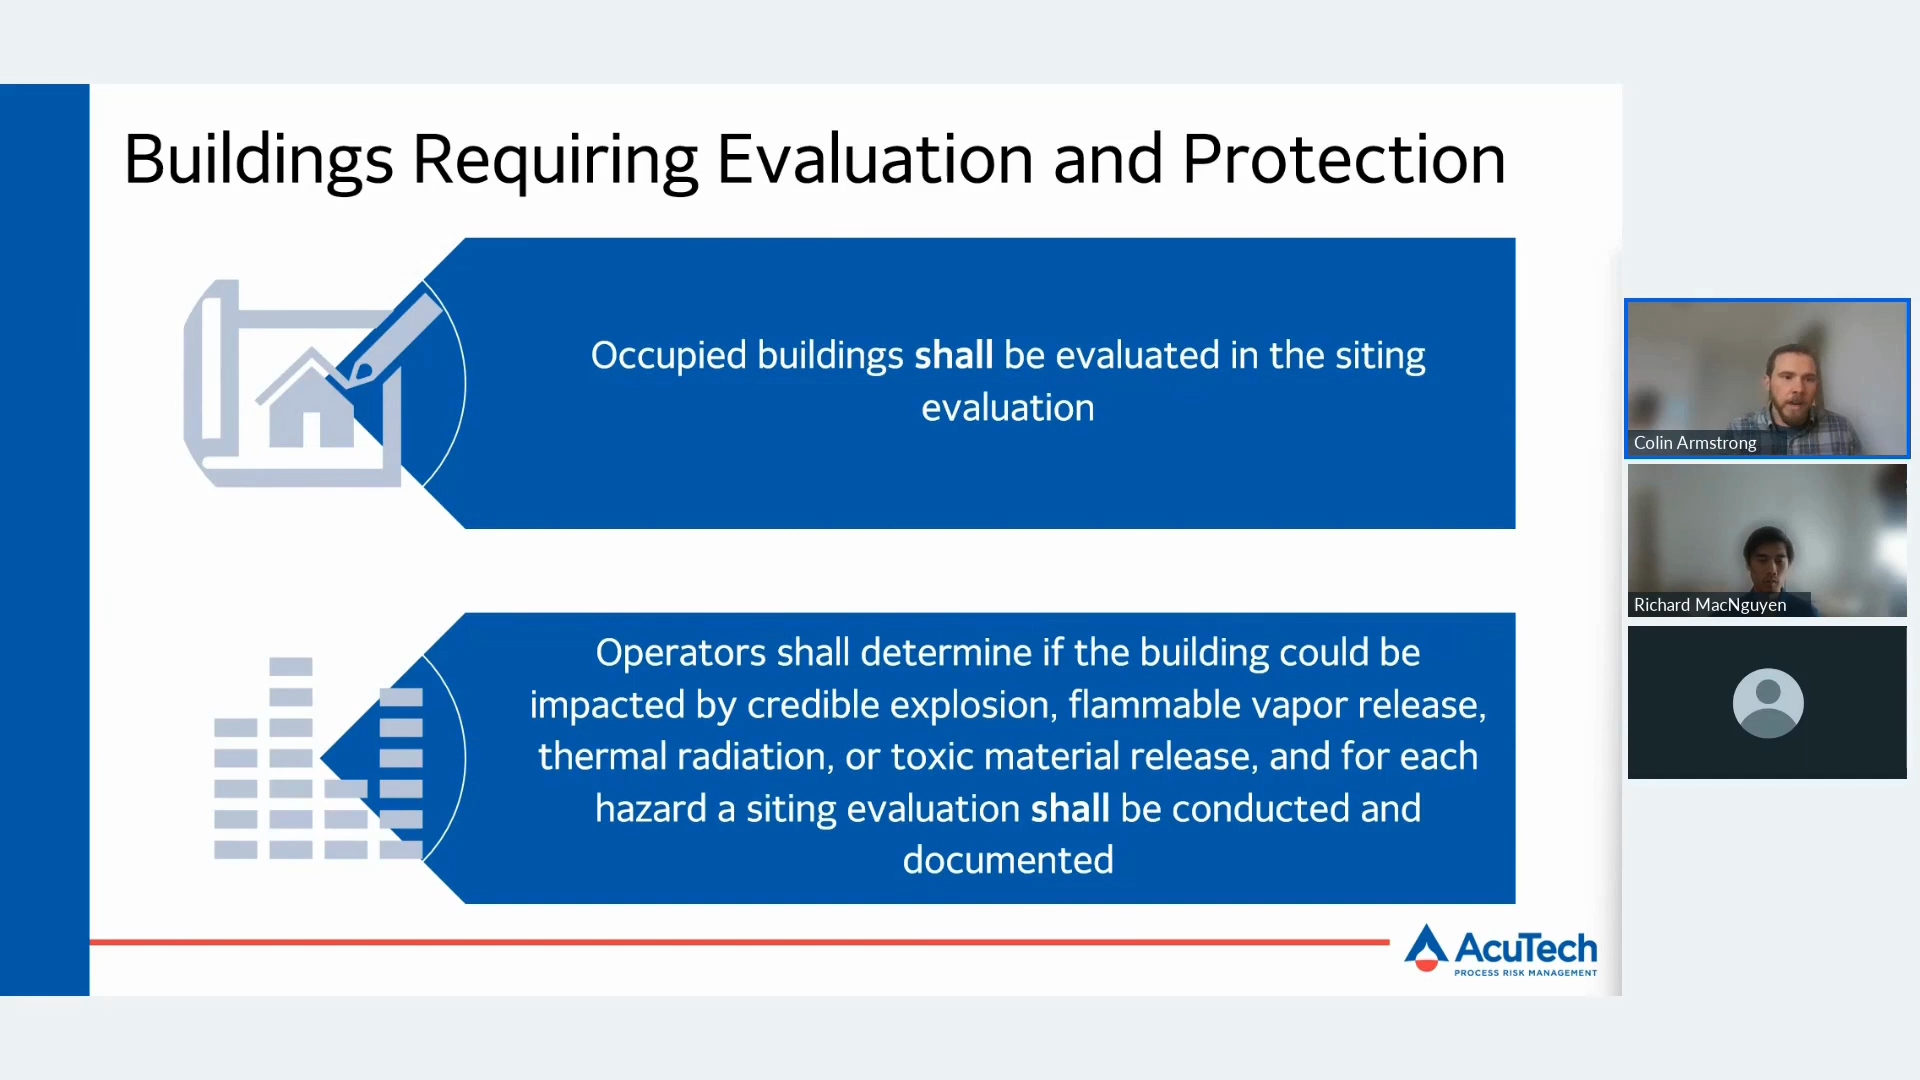 Buildings Requiring Evaluation and Protection
Occupied buildings shall be evaluated in the siting
evaluation
Operators shall determine if the building could be
impacted by credible explosion, flammable vapor release,
thermal radiation, or toxic material release, and for each
hazard a siting evaluation shall be conducted and
documented
AcuTech
PROCESS RISK MANAGEMENT
Colin Armstrong
Richard MacNguyen